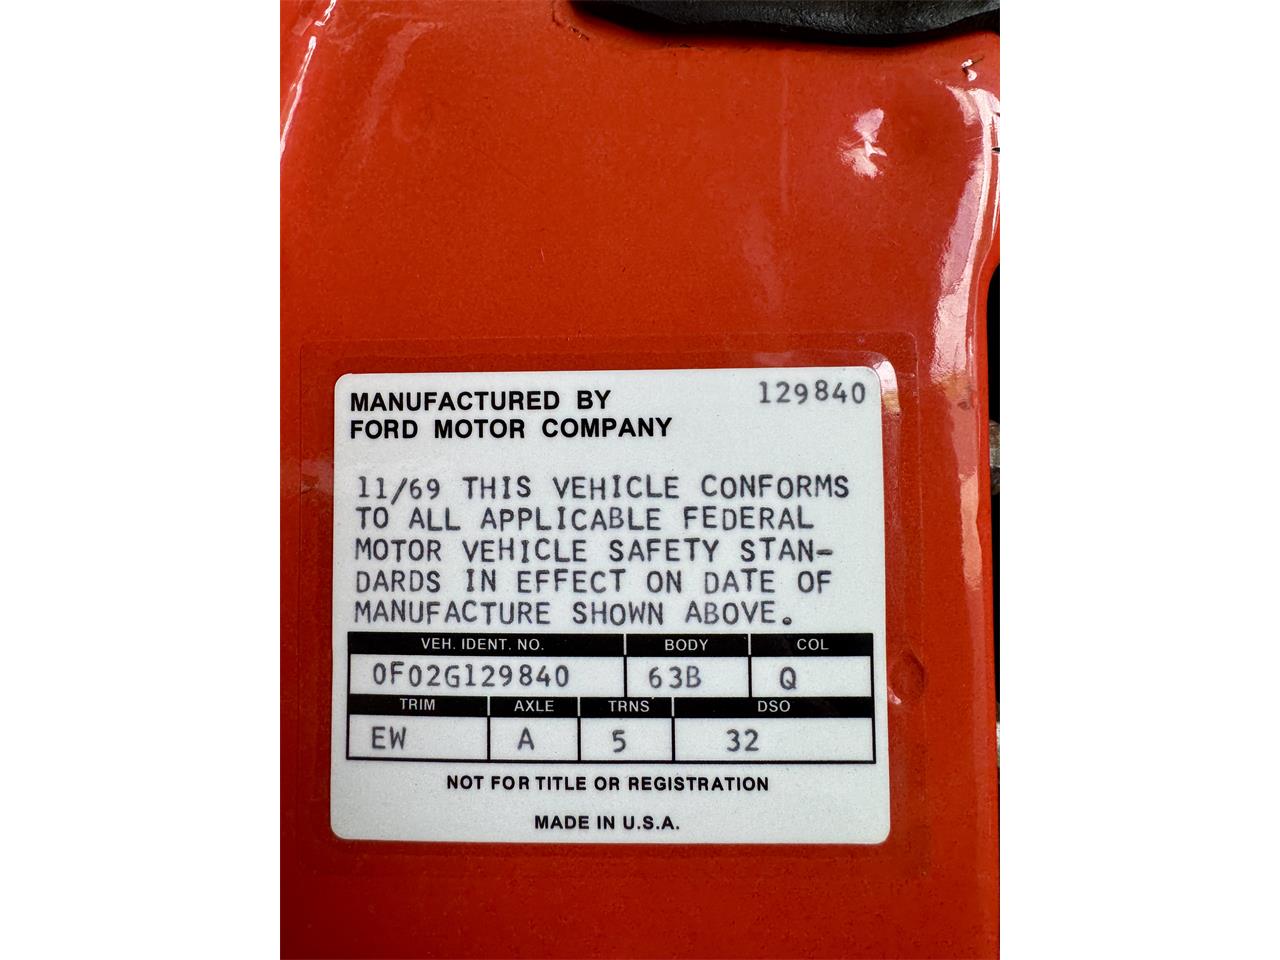 MANUFACTURED BY 129840
FORD MOTOR COMPANY
11/69 THIS VEHICLE CONFORMS
TO ALL APPLICABLE FEDERAL
MOTOR VEHICLE SAFETY STAN-
DARDS IN EFFECT ON DATE OF
MANUFACTURE SHOWN ABOVE.
VEH. IDENT. NO. BODY COL
0F02G129840 63B Q
TRIM AXLE TRNS DSO
EW A 5 32
NOT FOR TITLE OR REGISTRATION
MADE IN U.S.A.